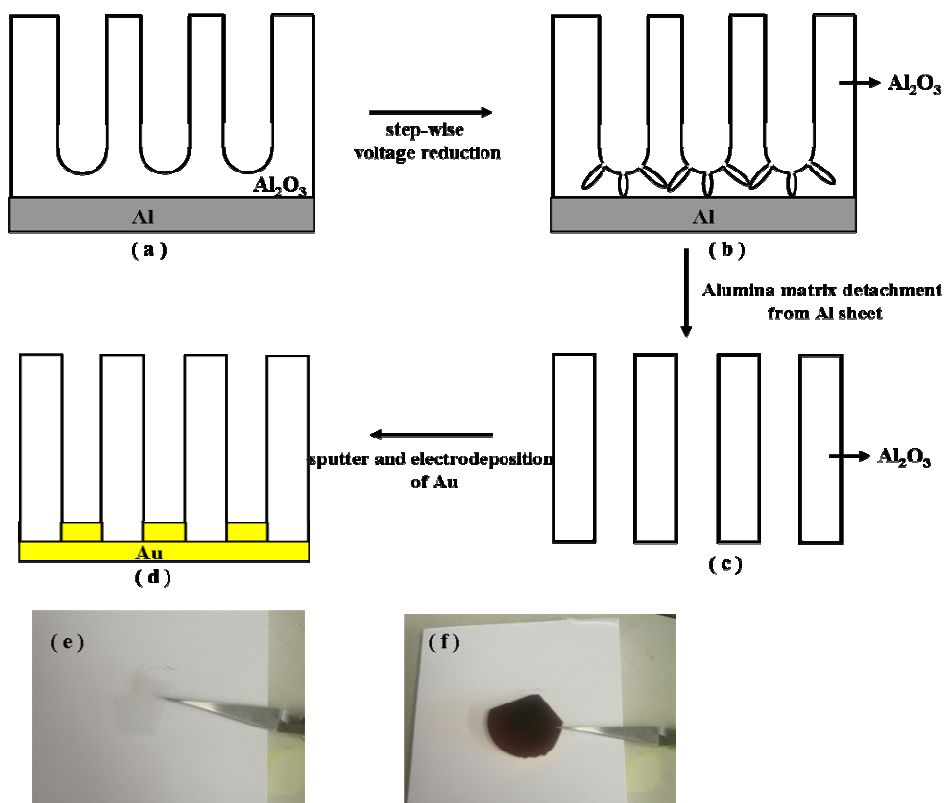 Al₂O₃
Al
( a )
step-wise
voltage reduction
Al₂O₃
Al
( b )
Alumina matrix detachment
from Al sheet
Al₂O₃
( c )
sputter and electrodeposition
of Au
Au
( d )
( e )
( f )